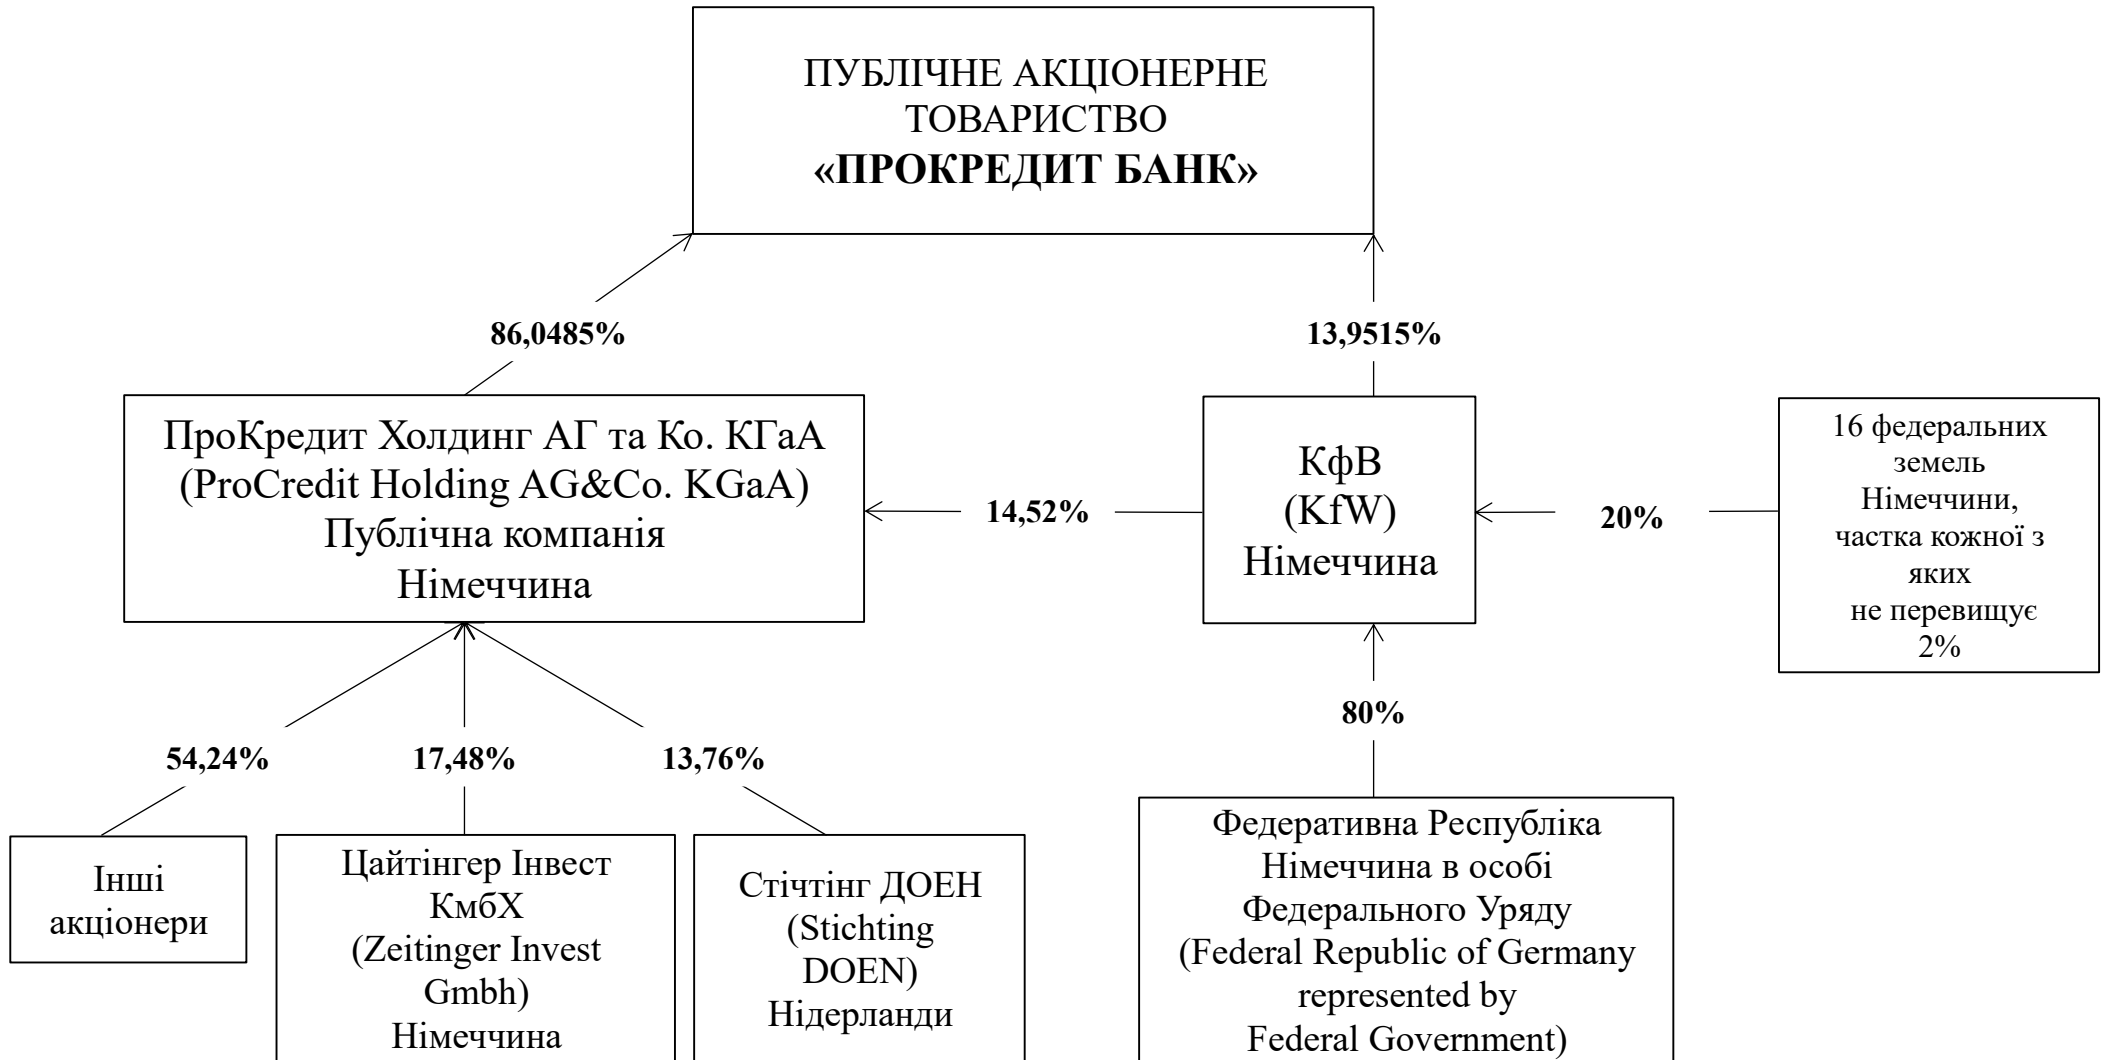 ПУБЛІЧНЕ АКЦІОНЕРНЕ
ТОВАРИСТВО
«ПРОКРЕДИТ БАНК»
86,0485%
13,9515%
ПроКредит Холдинг АГ та Ко. КГаА
(ProCredit Holding AG&Co. KGaA)
Публічна компанія
Німеччина
14,52%
КфВ
(KfW)
Німеччина
20%
16 федеральних
земель
Німеччини,
частка кожної з
яких
не перевищує
2%
80%
54,24%
17,48%
13,76%
Інші
акціонери
Цайтінгер Інвест
КмбХ
(Zeitinger Invest
Gmbh)
Німеччина
Стічтінг ДОЕН
(Stichting
DOEN)
Нідерланди
Федеративна Республіка
Німеччина в особі
Федерального Уряду
(Federal Republic of Germany
represented by
Federal Government)